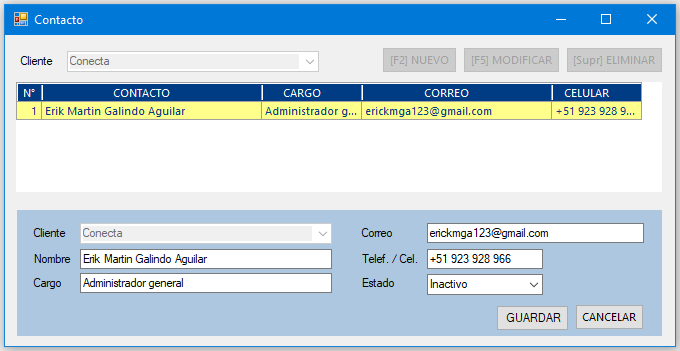 Contacto
Cliente Conecta [F2] NUEVO [F5] MODIFICAR [Supr] ELIMINAR
N° CONTACTO CARGO CORREO CELULAR
1 Erik Martin Galindo Aguilar Administrador g... erickmga123@gmail.com +51 923 928 9...
Cliente Conecta Correo erickmga123@gmail.com
Nombre Erik Martin Galindo Aguilar Telef. / Cel. +51 923 928 966
Cargo Administrador general Estado Inactivo
GUARDAR CANCELAR